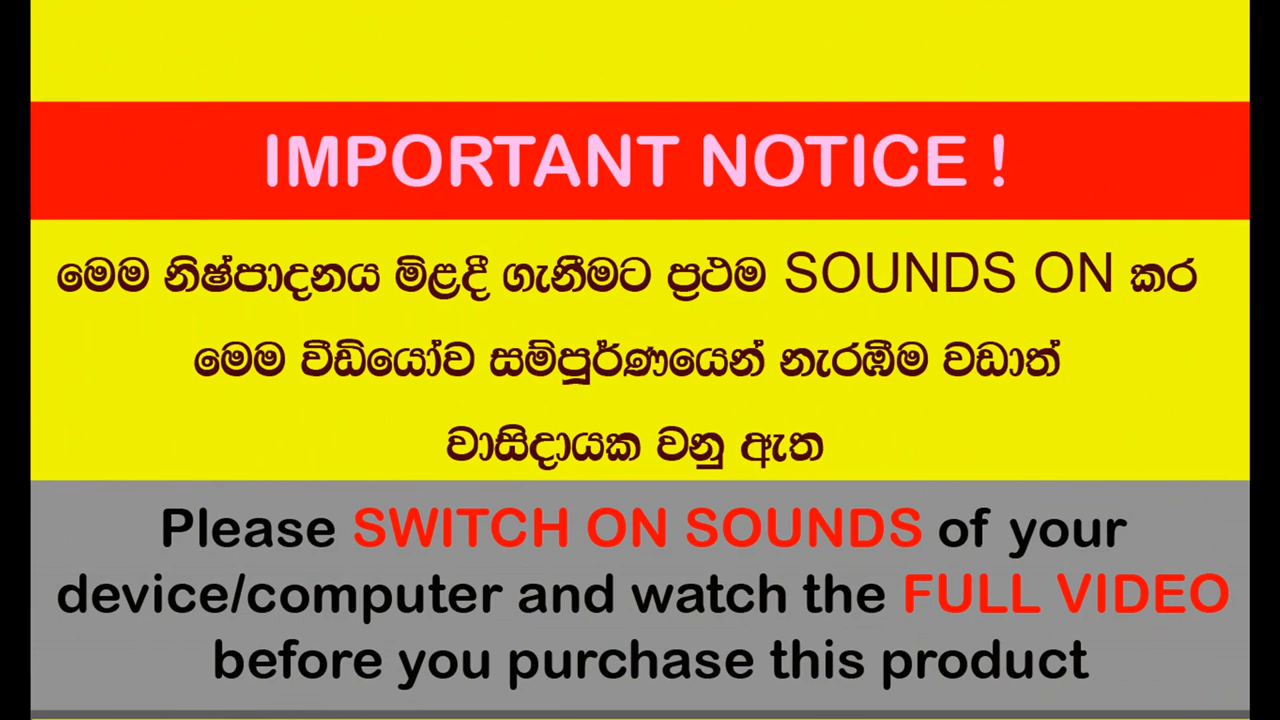 IMPORTANT NOTICE !
මෙම නිෂ්පාදනය මිළදී ගැනීමට ප්‍රථම SOUNDS ON කර
මෙම වීඩියෝව සම්පූර්ණයෙන් නැරඹීම වඩාත්
වාසිදායක වනු ඇත
Please SWITCH ON SOUNDS of your
device/computer and watch the FULL VIDEO
before you purchase this product